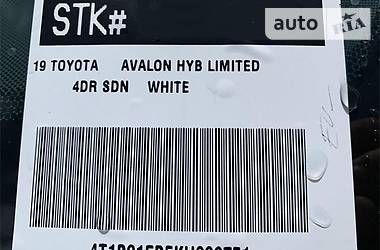 STK#
auto RIA
19 TOYOTA AVALON HYB LIMITED
4DR SDN WHITE